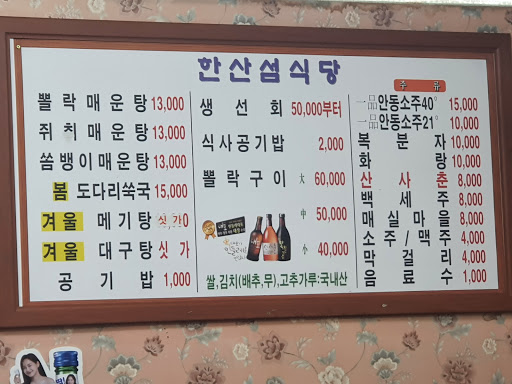 한산섬식당
뽈락매운탕 13,000
쥐치매운탕 13,000
쏨뱅이매운탕 13,000
봄 도다리쑥국 15,000
겨울 메기탕 싯가
겨울 대구탕 싯가
공기밥 1,000
생선회 50,000부터
식사공기밥 2,000
뽈락구이 大 60,000
中 50,000
小 40,000
쌀,김치(배추,무),고추가루:국내산
주류
一品안동소주40° 15,000
一品안동소주21° 10,000
복분자 10,000
화랑 10,000
산사춘 8,000
백세주 8,000
매실마을 8,000
소주/맥주 4,000
막걸리 4,000
음료수 1,000